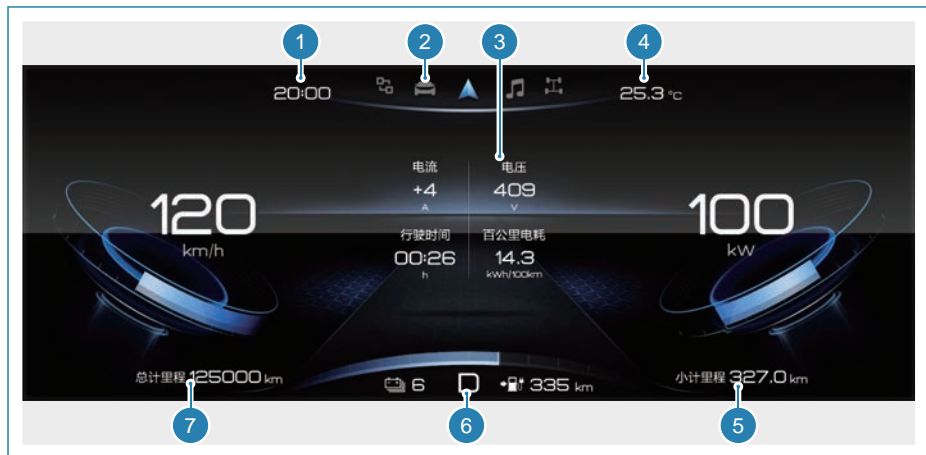 1 2 3 4
20:00 25.3 °C
电流 电压
+4 409
A V
120 100
km/h kW
行驶时间 百公里电耗
00:26 14.3
h kWh/100km
总计里程 125000 km
6 D 335 km
小计里程 327.0 km
7 6 5